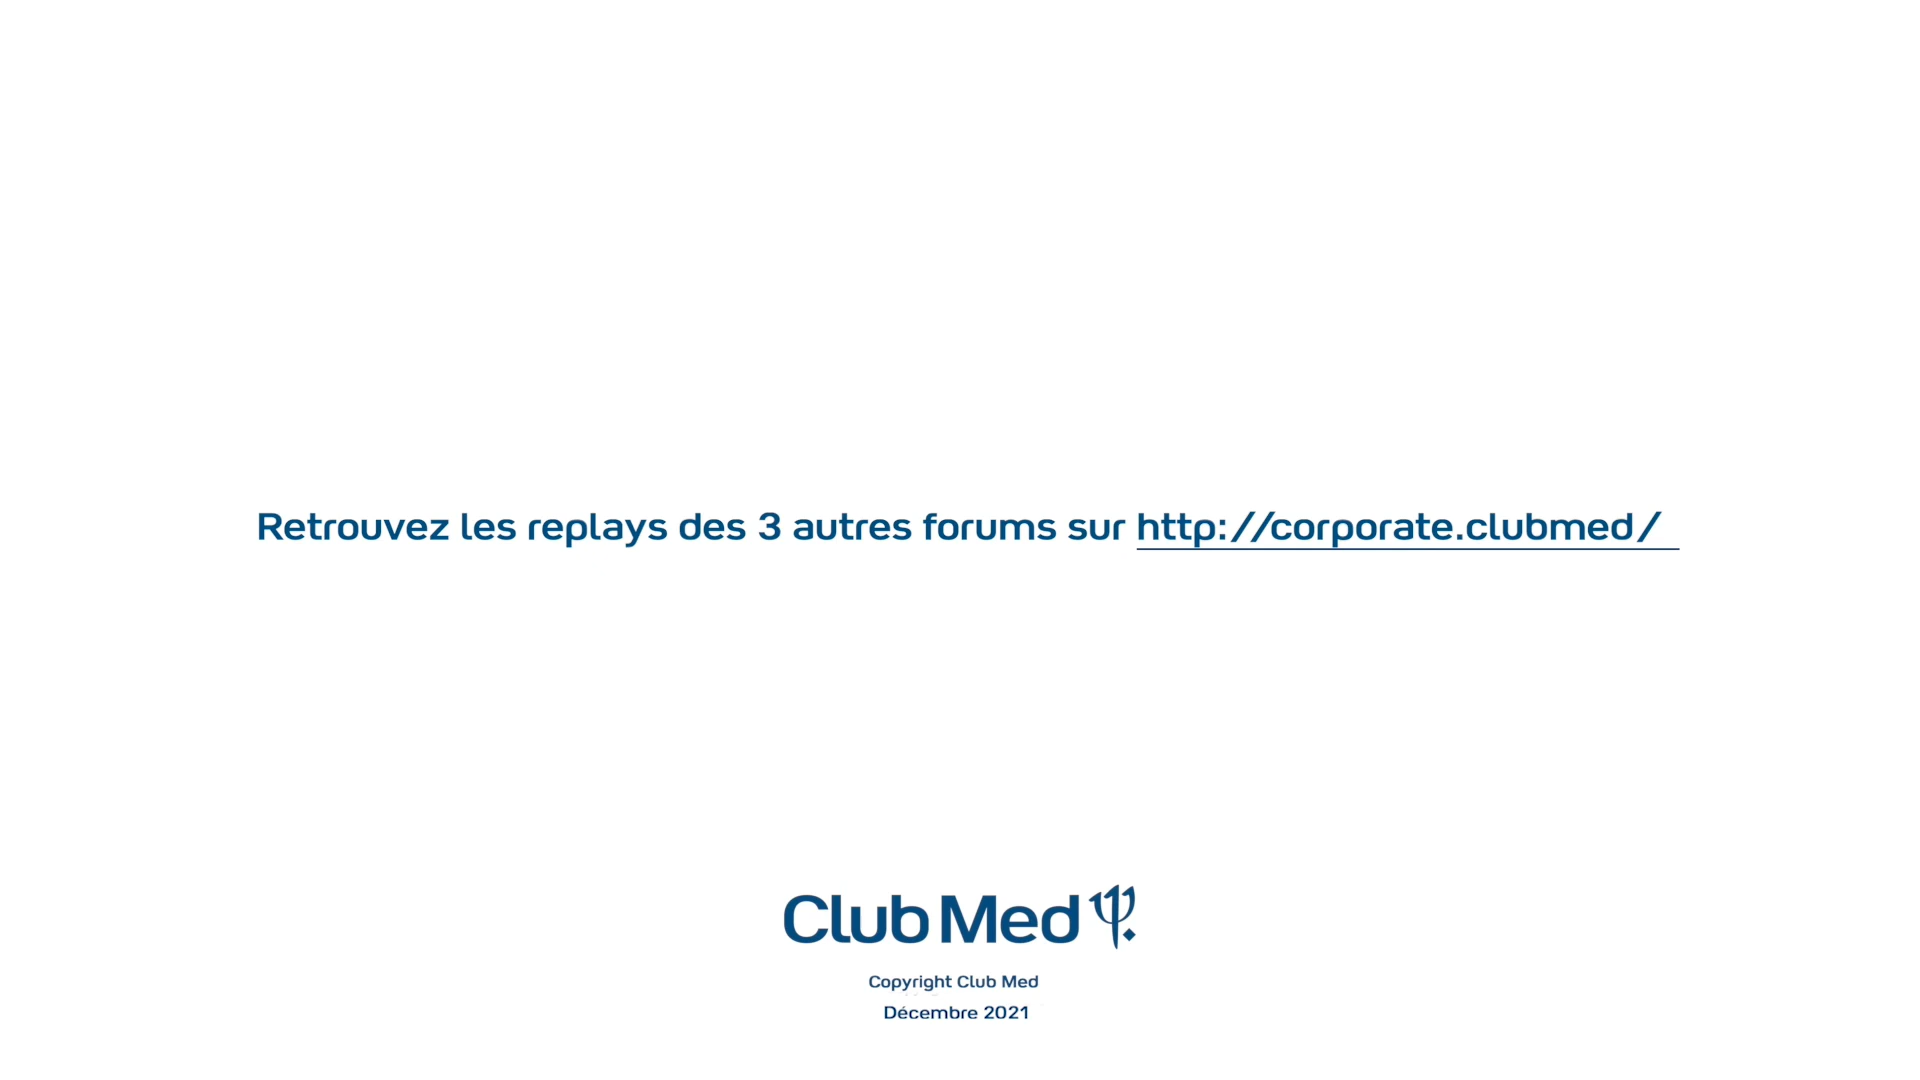 Retrouvez les replays des 3 autres forums sur http://corporate.clubmed/
Club Med
Copyright Club Med
Décembre 2021